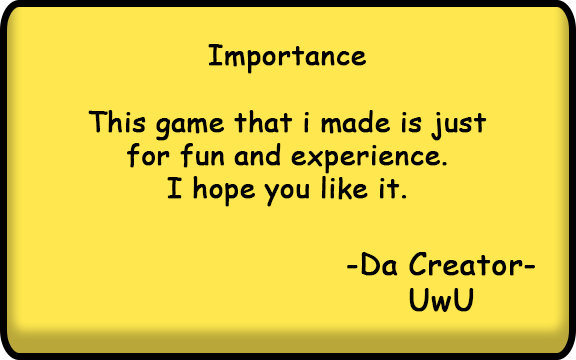 Importance
This game that i made is just
for fun and experience.
I hope you like it.
-Da Creator-
UwU